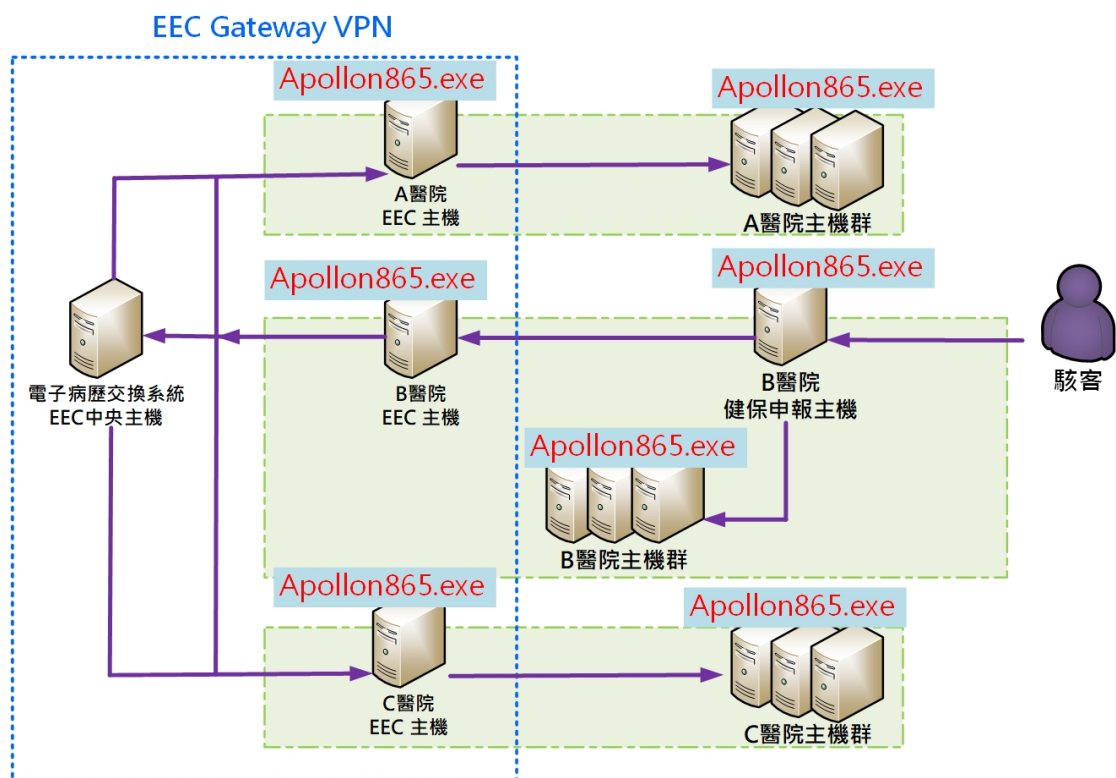 EEC Gateway VPN
Apollon865.exe
Apollon865.exe
A醫院
EEC 主機
A醫院主機群
Apollon865.exe
Apollon865.exe
電子病歷交換系統
EEC中央主機
B醫院
EEC 主機
B醫院
健保申報主機
駭客
Apollon865.exe
B醫院主機群
Apollon865.exe
Apollon865.exe
C醫院
EEC 主機
C醫院主機群